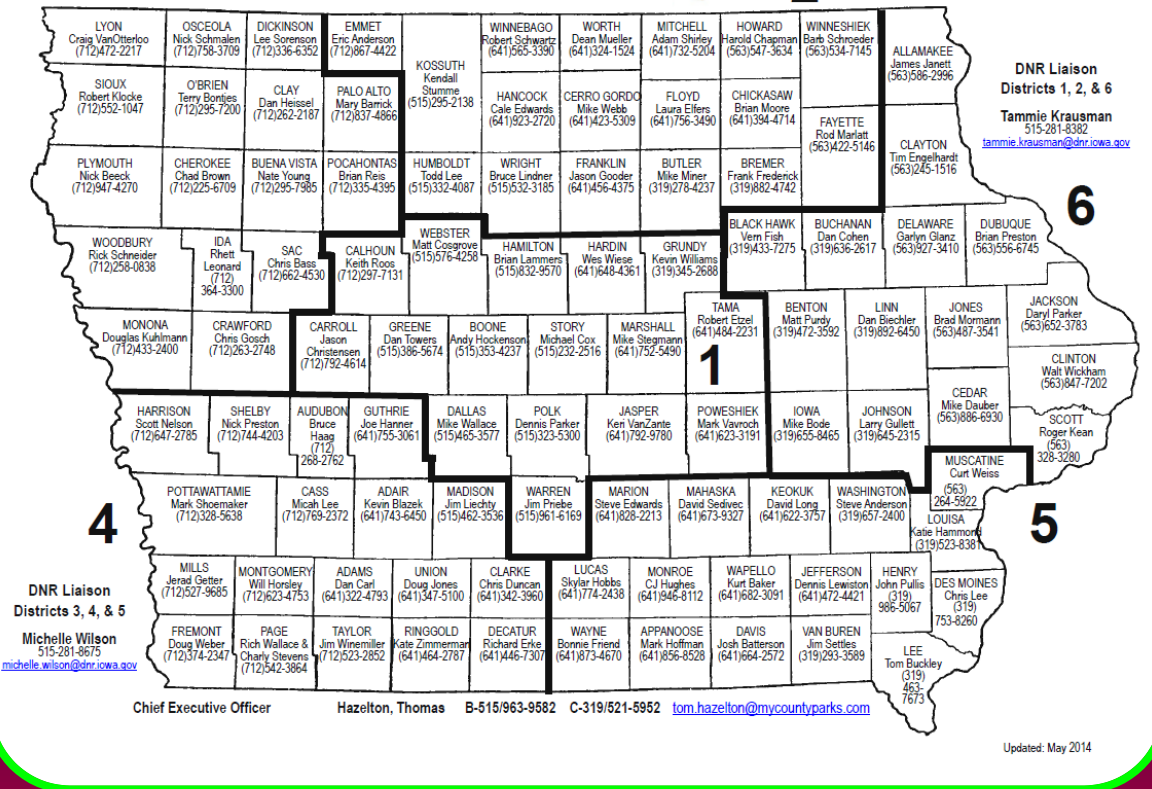 LYON
Craig VanOtterloo
(712)472-2217
OSCEOLA
Nick Schmalen
(712)758-3709
DICKINSON
Lee Sorenson
(712)336-6352
EMMET
Eric Anderson
(712)867-4422
KOSSUTH
Kendall
Stumme
(515)295-2138
WINNEBAGO
Robert Schwartz
(641)565-3390
WORTH
Dean Mueller
(641)324-1524
MITCHELL
Adam Shirley
(641)732-5204
HOWARD
Harold Chapman
(563)547-3634
WINNESHIEK
Barb Schroeder
(563)534-7145
ALLAMAKEE
James Janett
(563)586-2996
DNR Liaison
Districts 1, 2, & 6
Tammie Krausman
515-281-8382
tammie.krausman@dnr.iowa.gov
SIOUX
Robert Klocke
(712)552-1047
O'BRIEN
Terry Bontjes
(712)295-7200
CLAY
Dan Heissel
(712)262-2187
PALO ALTO
Mary Barrick
(712)837-4866
HANCOCK
Cale Edwards
(641)923-2720
CERRO GORDO
Mike Webb
(641)423-5309
FLOYD
Laura Elfers
(641)756-3490
CHICKASAW
Brian Moore
(641)394-4714
FAYETTE
Rod Marlatt
(563)422-5146
CLAYTON
Tim Engelhardt
(563)245-1516
PLYMOUTH
Nick Beeck
(712)947-4270
CHEROKEE
Chad Brown
(712)225-6709
BUENA VISTA
Nate Young
(712)295-7985
POCAHONTAS
Brian Reis
(712)335-4395
HUMBOLDT
Todd Lee
(515)332-4087
WRIGHT
Bruce Lindner
(515)532-3185
FRANKLIN
Jason Gooder
(641)456-4375
BUTLER
Mike Miner
(319)278-4237
BREMER
Frank Frederick
(319)882-4742
6
WOODBURY
Rick Schneider
(712)258-0838
IDA
Rhett
Leonard
(712)
364-3300
SAC
Chris Bass
(712)662-4530
CALHOUN
Keith Roos
(712)297-7131
WEBSTER
Matt Cosgrove
(515)576-4258
HAMILTON
Brian Lammers
(515)832-9570
HARDIN
Wes Wiese
(641)648-4361
GRUNDY
Kevin Williams
(319)345-2688
BLACK HAWK
Vern Fish
(319)433-7275
BUCHANAN
Dan Cohen
(319)636-2617
DELAWARE
Garlyn Glanz
(563)927-3410
DUBUQUE
Brian Preston
(563)556-6745
MONONA
Douglas Kuhlmann
(712)433-2400
CRAWFORD
Chris Gosch
(712)263-2748
CARROLL
Jason
Christensen
(712)792-4614
GREENE
Dan Towers
(515)386-5674
BOONE
Andy Hockenson
(515)353-4237
STORY
Michael Cox
(515)232-2516
MARSHALL
Mike Stegmann
(641)752-5490
TAMA
Robert Etzel
(641)484-2231
1
BENTON
Matt Purdy
(319)472-3592
LINN
Dan Biechler
(319)892-6450
JONES
Brad Mormann
(563)487-3541
JACKSON
Daryl Parker
(563)652-3783
CLINTON
Walt Wickham
(563)847-7202
HARRISON
Scott Nelson
(712)647-2785
SHELBY
Nick Preston
(712)744-4203
AUDUBON
Bruce
Haag
(712)
268-2762
GUTHRIE
Joe Hanner
(641)755-3061
DALLAS
Mike Wallace
(515)465-3577
POLK
Dennis Parker
(515)323-5300
JASPER
Keri VanZante
(641)792-9780
POWESHIEK
Mark Vavroch
(641)623-3191
IOWA
Mike Bode
(319)655-8465
JOHNSON
Larry Gullett
(319)645-2315
CEDAR
Mike Dauber
(563)886-6930
SCOTT
Roger Kean
(563)
328-3280
4
POTTAWATTAMIE
Mark Shoemaker
(712)328-5638
CASS
Micah Lee
(712)769-2372
ADAIR
Kevin Blazek
(641)743-6450
MADISON
Jim Liechty
(515)462-3536
WARREN
Jim Priebe
(515)961-6169
MARION
Steve Edwards
(641)828-2213
MAHASKA
David Sedivec
(641)673-9327
KEOKUK
David Long
(641)622-3757
WASHINGTON
Steve Anderson
(319)657-2400
MUSCATINE
Curt Weiss
(563)
264-5922
LOUISA
Katie Hammond
(319)523-8381
5
DNR Liaison
Districts 3, 4, & 5
Michelle Wilson
515-281-8675
michelle.wilson@dnr.iowa.gov
MILLS
Jerad Getter
(712)527-9685
MONTGOMERY
Will Horsley
(712)623-4753
ADAMS
Dan Carl
(641)322-4793
UNION
Doug Jones
(641)347-5100
CLARKE
Chris Duncan
(641)342-3960
LUCAS
Skylar Hobbs
(641)774-2438
MONROE
CJ Hughes
(641)946-8112
WAPELLO
Kurt Baker
(641)682-3091
JEFFERSON
Dennis Lewiston
(641)472-4421
HENRY
John Pullis
(319)
986-5067
DES MOINES
Chris Lee
(319)
753-8260
FREMONT
Doug Weber
(712)374-2347
PAGE
Rich Wallace &
Charly Stevens
(712)542-3864
TAYLOR
Jim Winemiller
(712)523-2852
RINGGOLD
Kate Zimmerman
(641)464-2787
DECATUR
Richard Erke
(641)446-7307
WAYNE
Bonnie Friend
(641)873-4670
APPANOOSE
Mark Hoffman
(641)856-8528
DAVIS
Josh Batterson
(641)664-2572
VAN BUREN
Jim Settles
(319)293-3589
LEE
Tom Buckley
(319)
463-
7673
Chief Executive Officer Hazelton, Thomas B-515/963-9582 C-319/521-5952 tom.hazelton@mycountyparks.com
Updated: May 2014